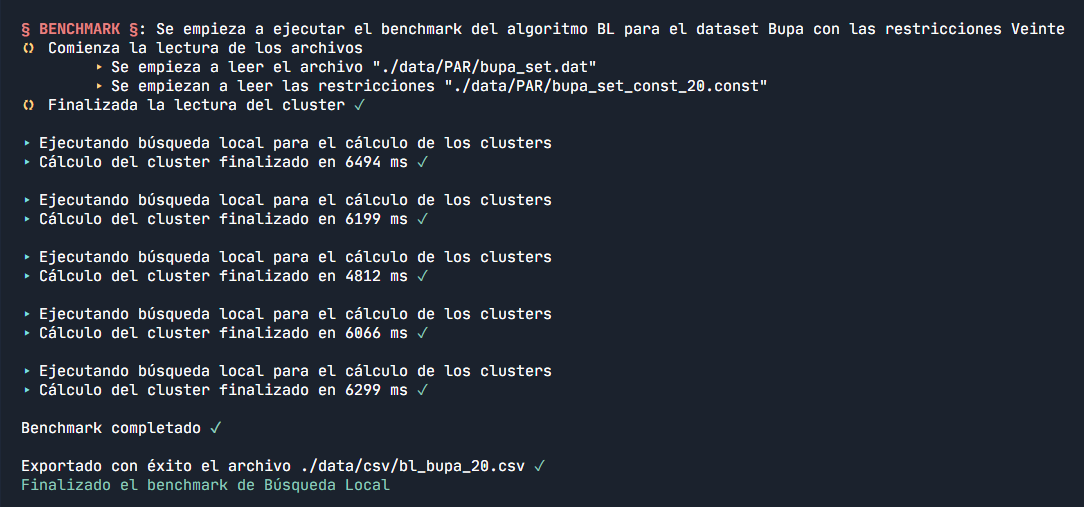 § BENCHMARK §: Se empieza a ejecutar el benchmark del algoritmo BL para el dataset Bupa con las restricciones Veinte
Comienza la lectura de los archivos
‣ Se empieza a leer el archivo "./data/PAR/bupa_set.dat"
‣ Se empiezan a leer las restricciones "./data/PAR/bupa_set_const_20.const"
Finalizada la lectura del cluster ✓
‣ Ejecutando búsqueda local para el cálculo de los clusters
‣ Cálculo del cluster finalizado en 6494 ms ✓
‣ Ejecutando búsqueda local para el cálculo de los clusters
‣ Cálculo del cluster finalizado en 6199 ms ✓
‣ Ejecutando búsqueda local para el cálculo de los clusters
‣ Cálculo del cluster finalizado en 4812 ms ✓
‣ Ejecutando búsqueda local para el cálculo de los clusters
‣ Cálculo del cluster finalizado en 6066 ms ✓
‣ Ejecutando búsqueda local para el cálculo de los clusters
‣ Cálculo del cluster finalizado en 6299 ms ✓
Benchmark completado ✓
Exportado con éxito el archivo ./data/csv/bl_bupa_20.csv ✓
Finalizado el benchmark de Búsqueda Local